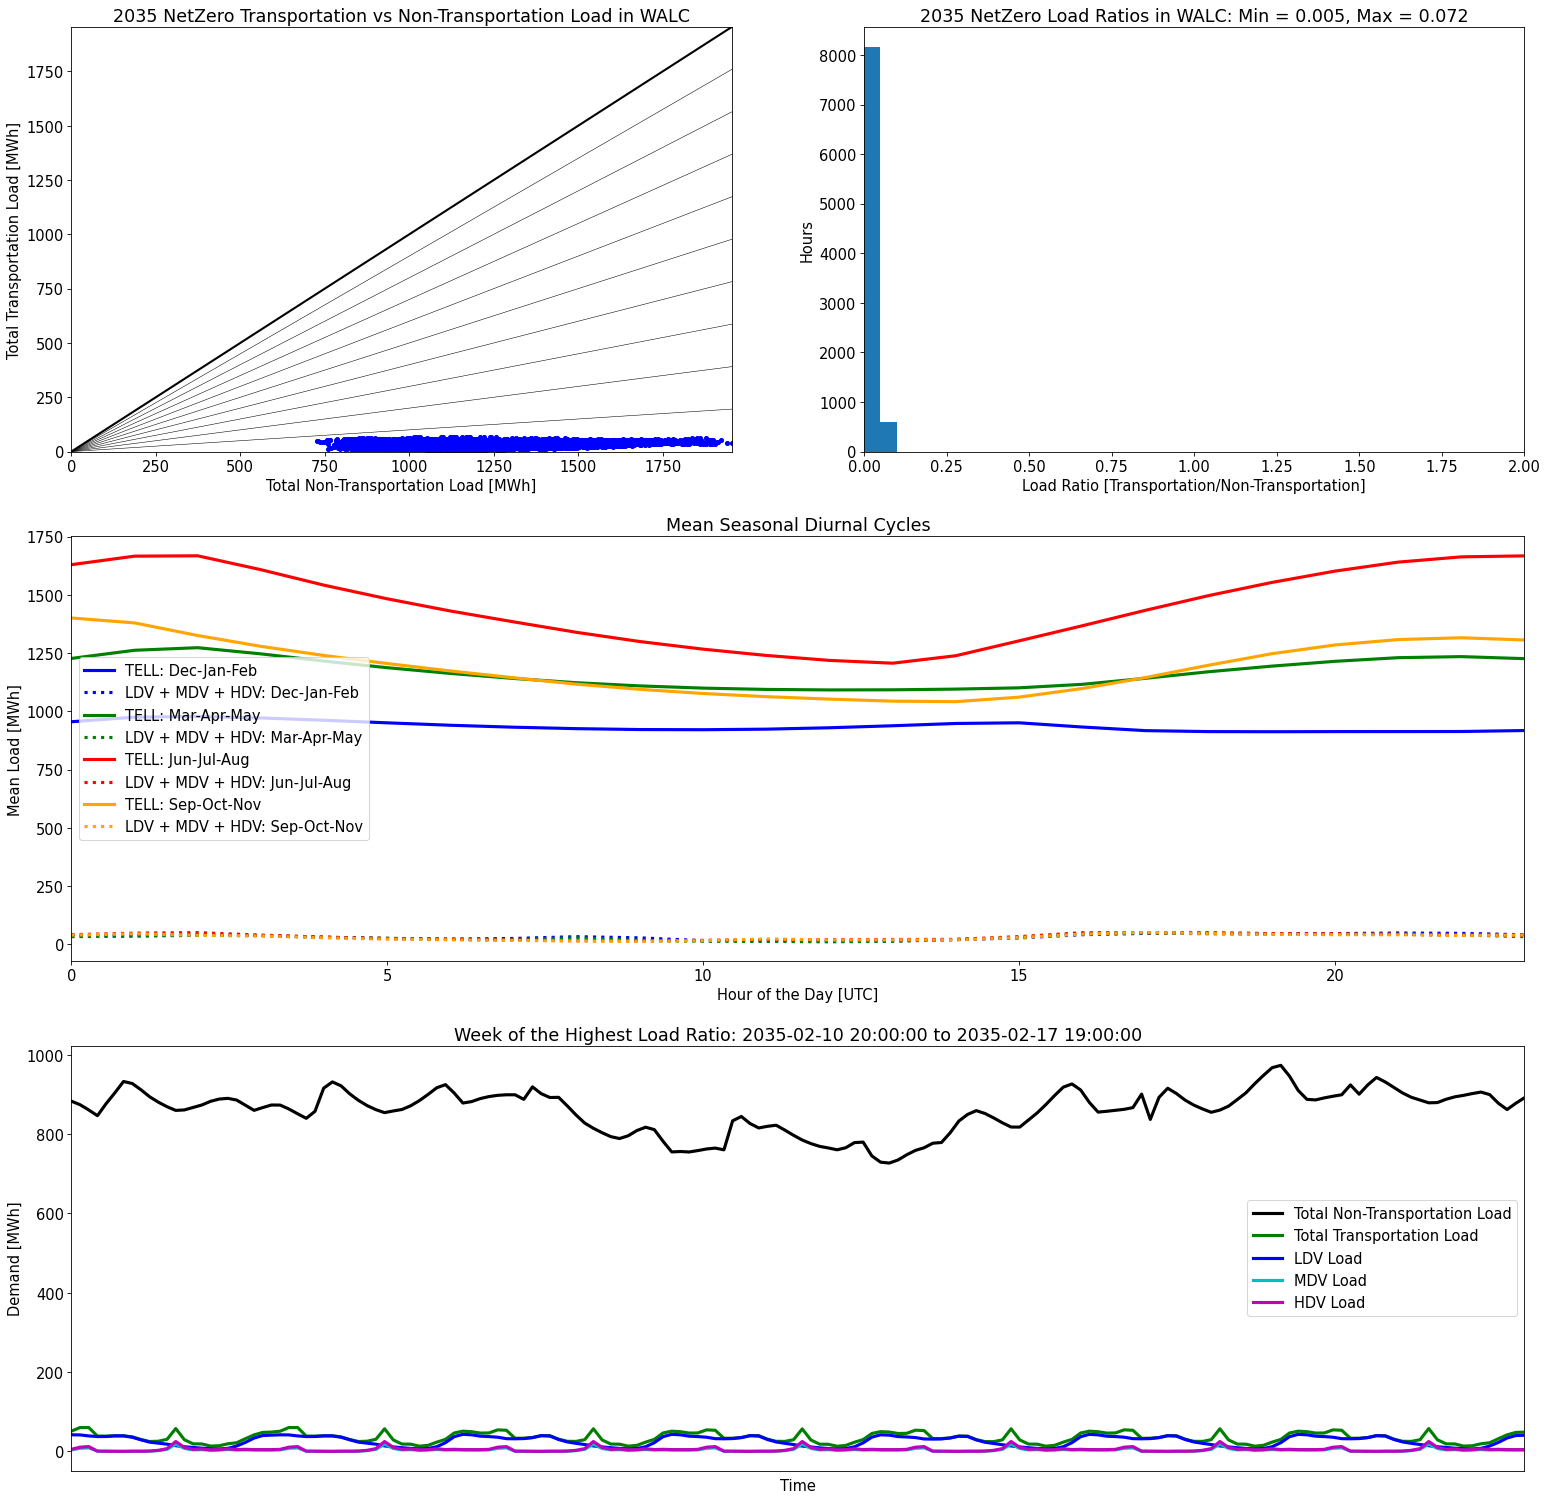 2035 NetZero Transportation vs Non-Transportation Load in WALC
Total Transportation Load [MWh]
1750
1500
1250
1000
750
500
250
0
0 250 500 750 1000 1250 1500 1750
Total Non-Transportation Load [MWh]
2035 NetZero Load Ratios in WALC: Min = 0.005, Max = 0.072
Hours
8000
7000
6000
5000
4000
3000
2000
1000
0
0.00 0.25 0.50 0.75 1.00 1.25 1.50 1.75 2.00
Load Ratio [Transportation/Non-Transportation]
Mean Seasonal Diurnal Cycles
Mean Load [MWh]
1750
1500
1250
1000
750
500
250
0
TELL: Dec-Jan-Feb
LDV + MDV + HDV: Dec-Jan-Feb
TELL: Mar-Apr-May
LDV + MDV + HDV: Mar-Apr-May
TELL: Jun-Jul-Aug
LDV + MDV + HDV: Jun-Jul-Aug
TELL: Sep-Oct-Nov
LDV + MDV + HDV: Sep-Oct-Nov
0 5 10 15 20
Hour of the Day [UTC]
Week of the Highest Load Ratio: 2035-02-10 20:00:00 to 2035-02-17 19:00:00
Demand [MWh]
1000
800
600
400
200
0
Total Non-Transportation Load
Total Transportation Load
LDV Load
MDV Load
HDV Load
Time